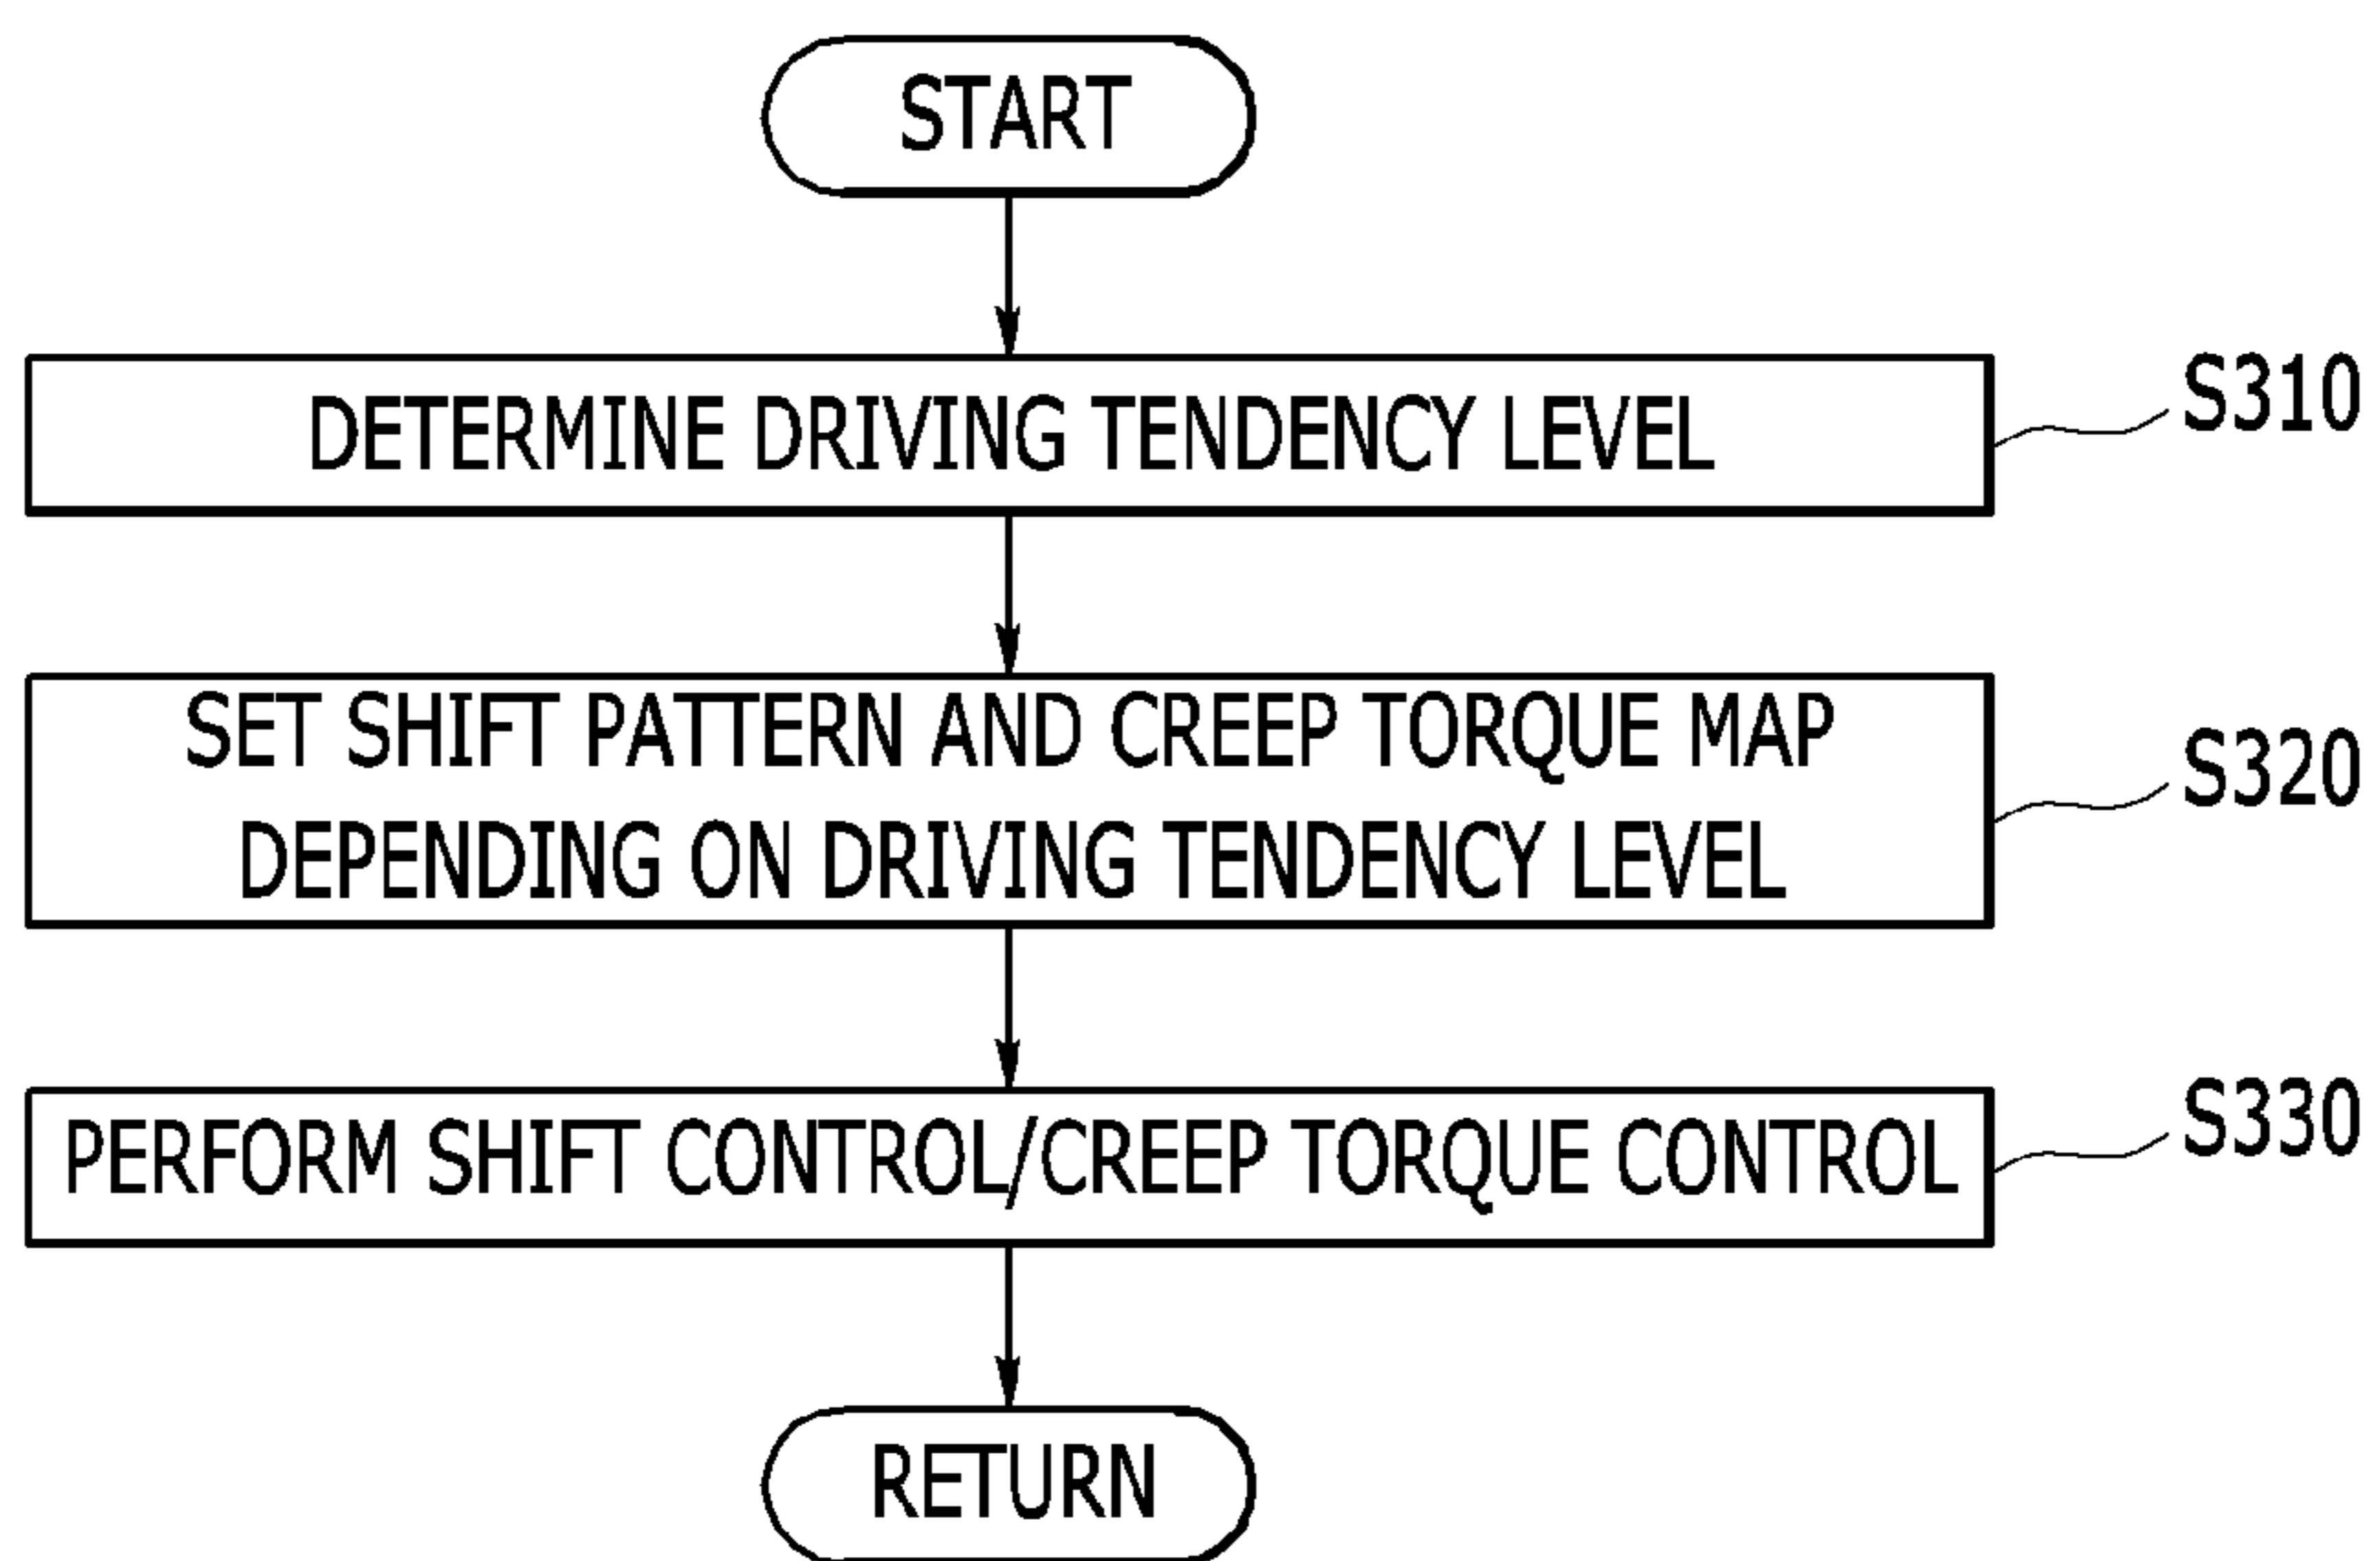 START
DETERMINE DRIVING TENDENCY LEVEL
S310
SET SHIFT PATTERN AND CREEP TORQUE MAP
DEPENDING ON DRIVING TENDENCY LEVEL
S320
PERFORM SHIFT CONTROL/CREEP TORQUE CONTROL
S330
RETURN